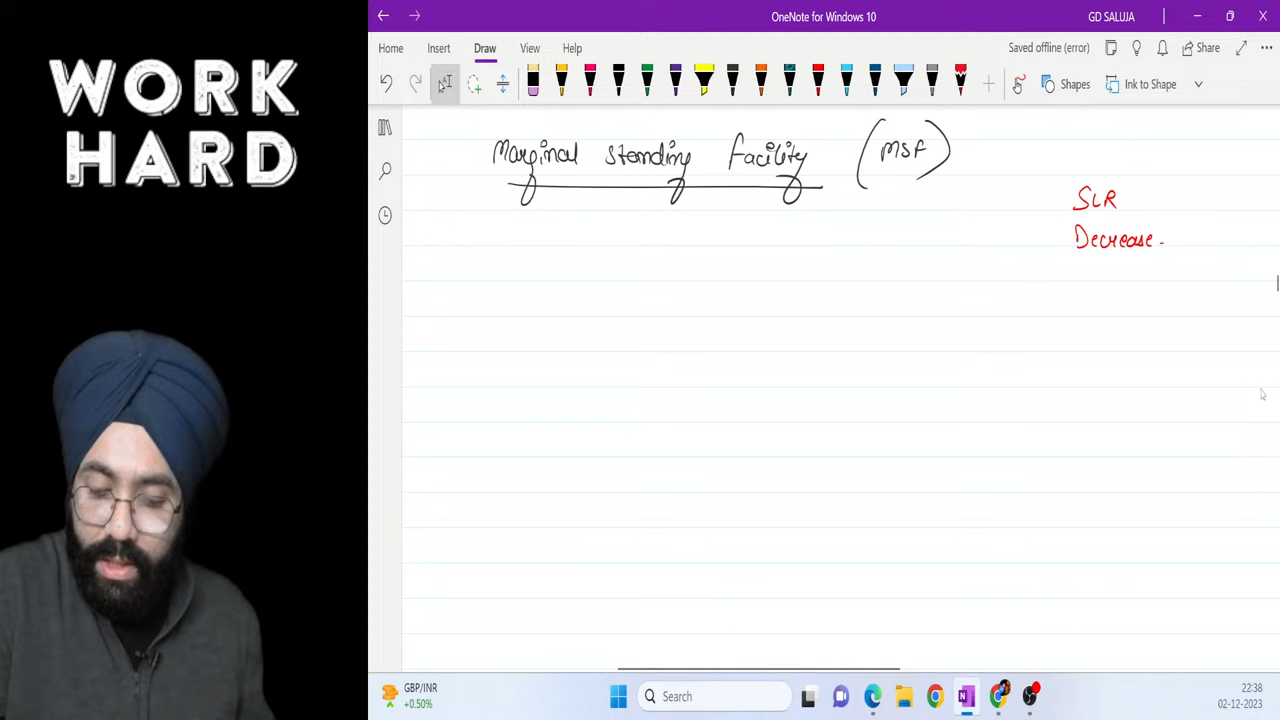 WORK
HARD
OneNote for Windows 10
GD SALUJA
Home Insert Draw View Help
Saved offline (error)
Share
Shapes
Ink to Shape
Marginal Standing Facility (MSF)
SLR
Decrease.
GBP/INR
+0.50%
Search
22:38
02-12-2023